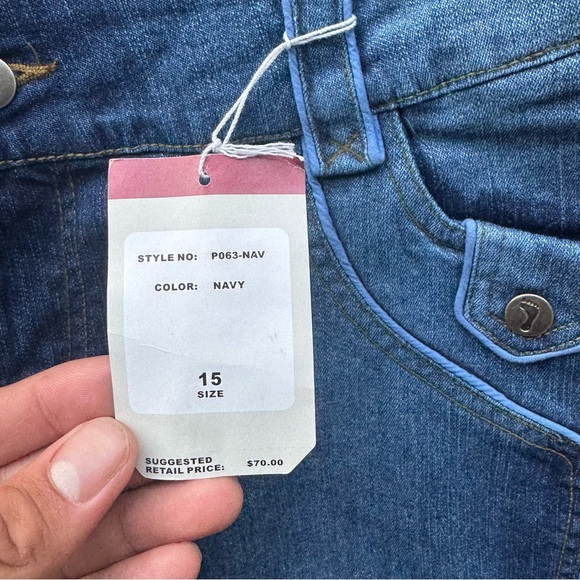 STYLE NO: P063-NAV
COLOR: NAVY
15
SIZE
SUGGESTED
RETAIL PRICE: $70.00